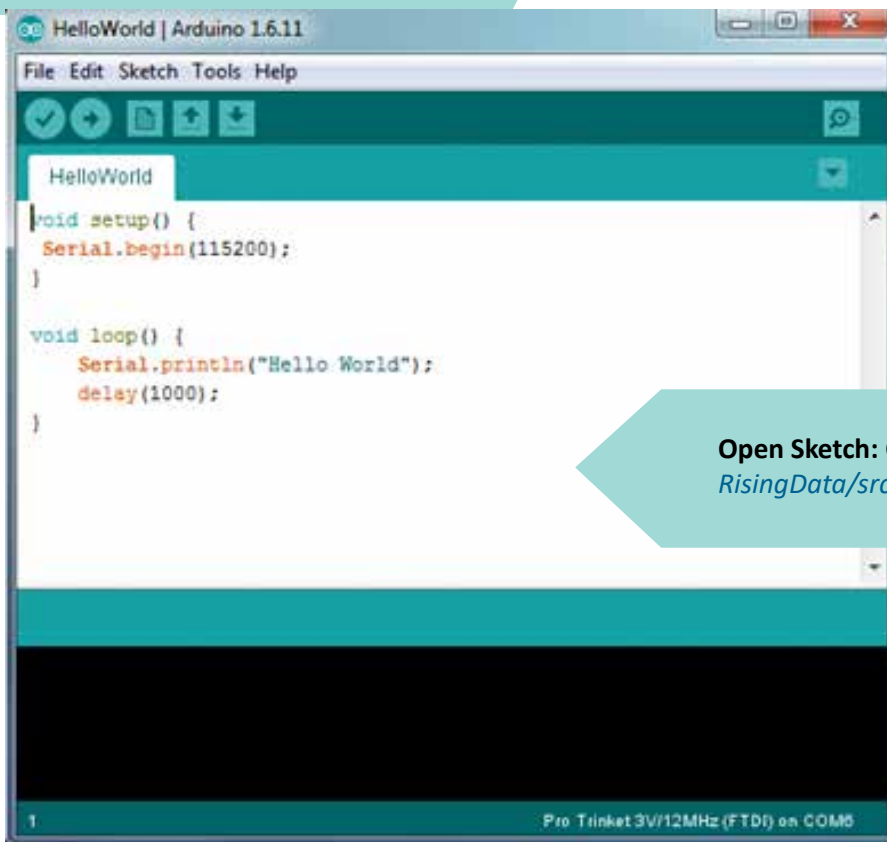 HelloWorld | Arduino 1.6.11
File Edit Sketch Tools Help
HelloWorld
void setup() {
 Serial.begin(115200);
}
void loop() {
    Serial.println("Hello World");
    delay(1000);
}
Open Sketch:
RisingData/src
1 Pro Trinket 3V/12MHz (FTDI) on COM6